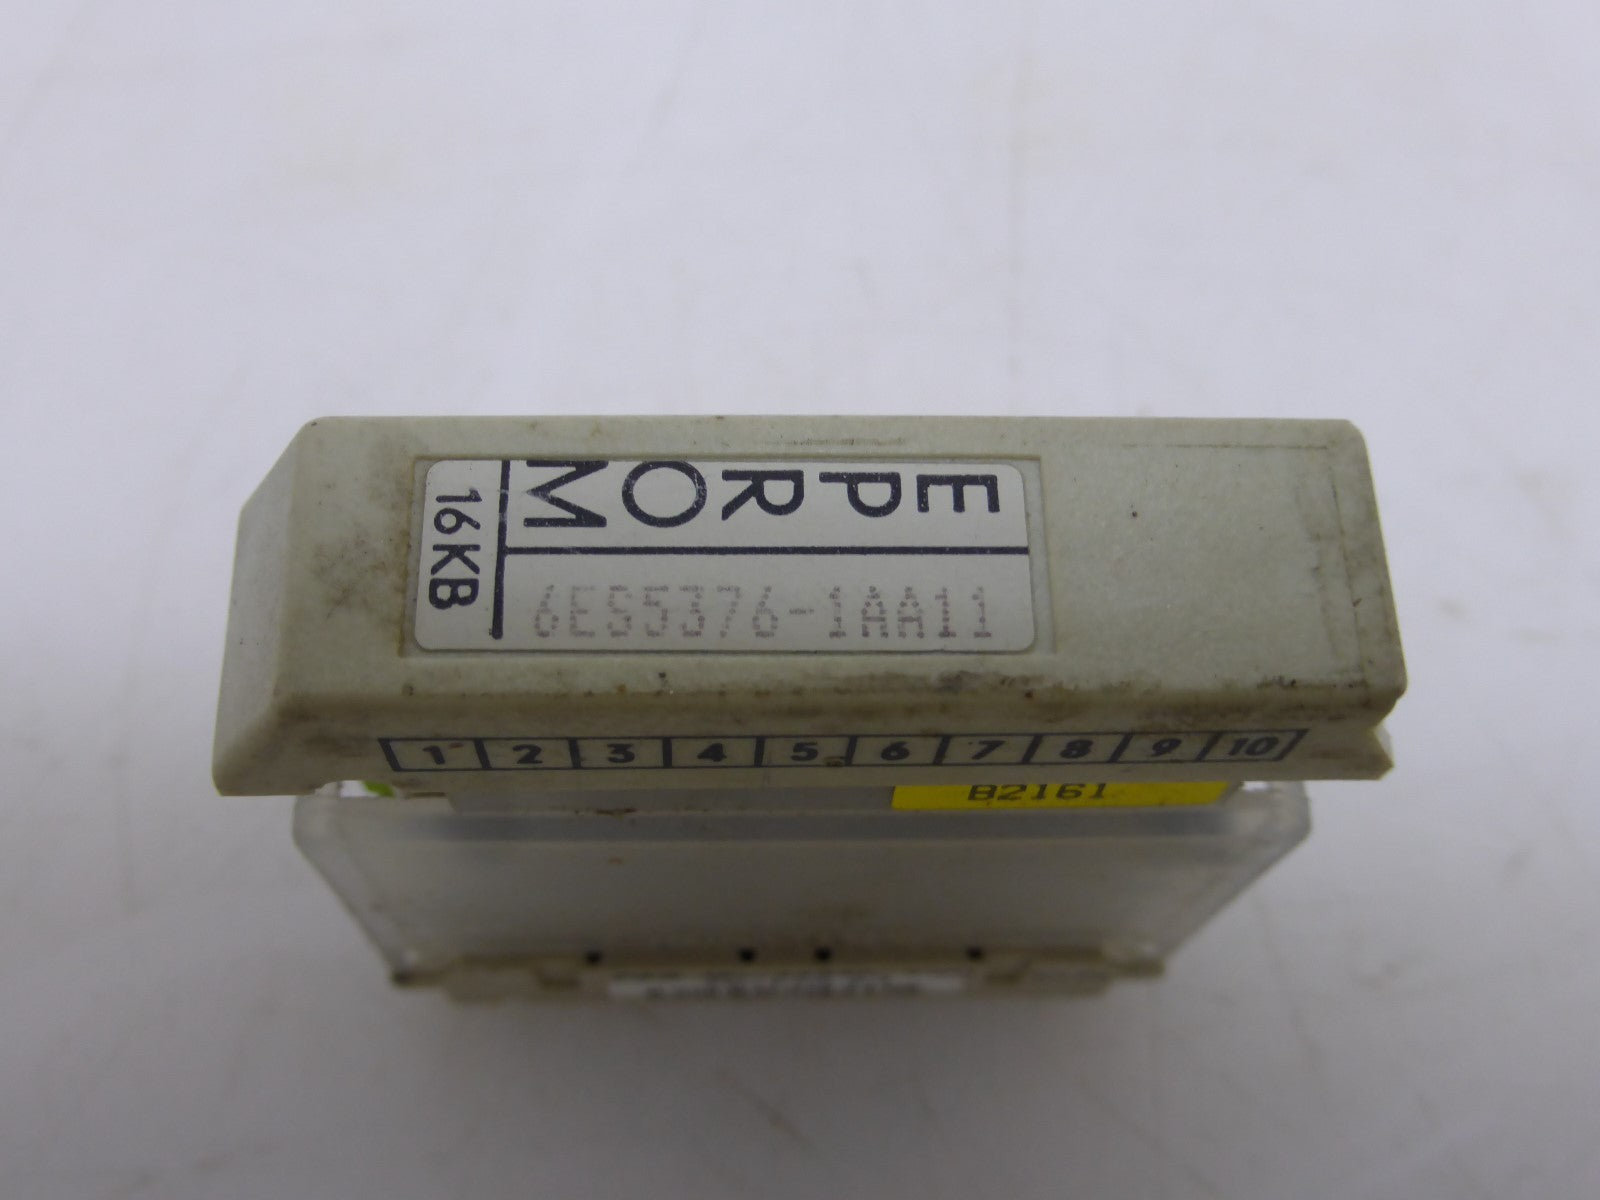 EPROM
16KB
6ES5376-1AA11
1 2 3 4 5 6 7 8 9 10
B2161